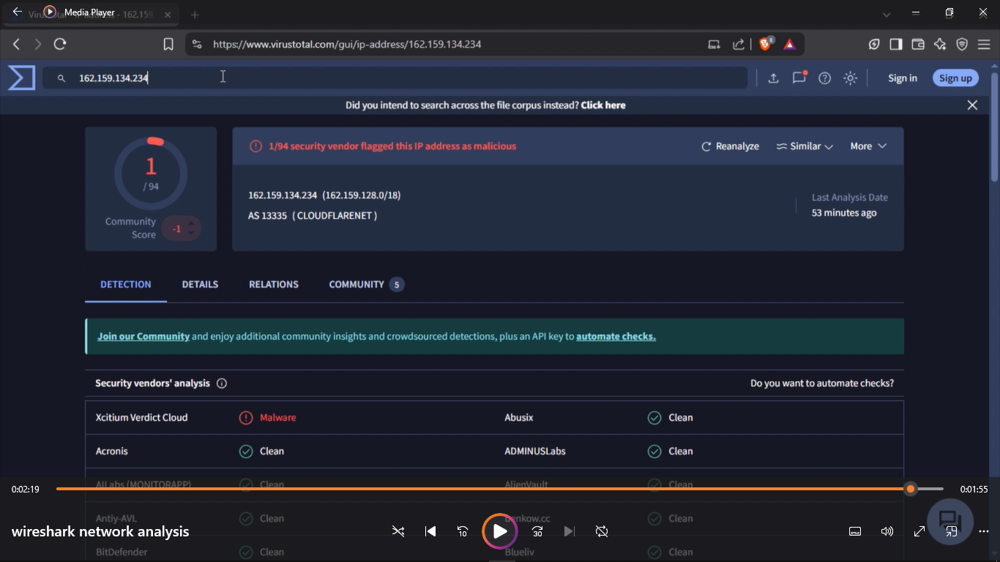 Media Player
VirusTotal - IP address - 162.159
https://www.virustotal.com/gui/ip-address/162.159.134.234
3
162.159.134.234
Sign in
Sign up
Did you intend to search across the file corpus instead? Click here
1
/ 94
Community
Score
-1
1/94 security vendor flagged this IP address as malicious
Reanalyze
Similar
More
162.159.134.234 (162.159.128.0/18)
AS 13335 ( CLOUDFLARENET )
Last Analysis Date
53 minutes ago
DETECTION
DETAILS
RELATIONS
COMMUNITY
5
Join our Community and enjoy additional community insights and crowdsourced detections, plus an API key to automate checks.
Security vendors' analysis
Do you want to automate checks?
Xcitium Verdict Cloud Malware Abusix Clean
Acronis Clean ADMINUSLabs Clean
AILabs (MONITORAPP) Clean AlienVault Clean
0:02:19
0:01:55
Antiy-AVL Clean benkow.cc Clean
wireshark network analysis
10
30
BitDefender Clean Blueliv Clean